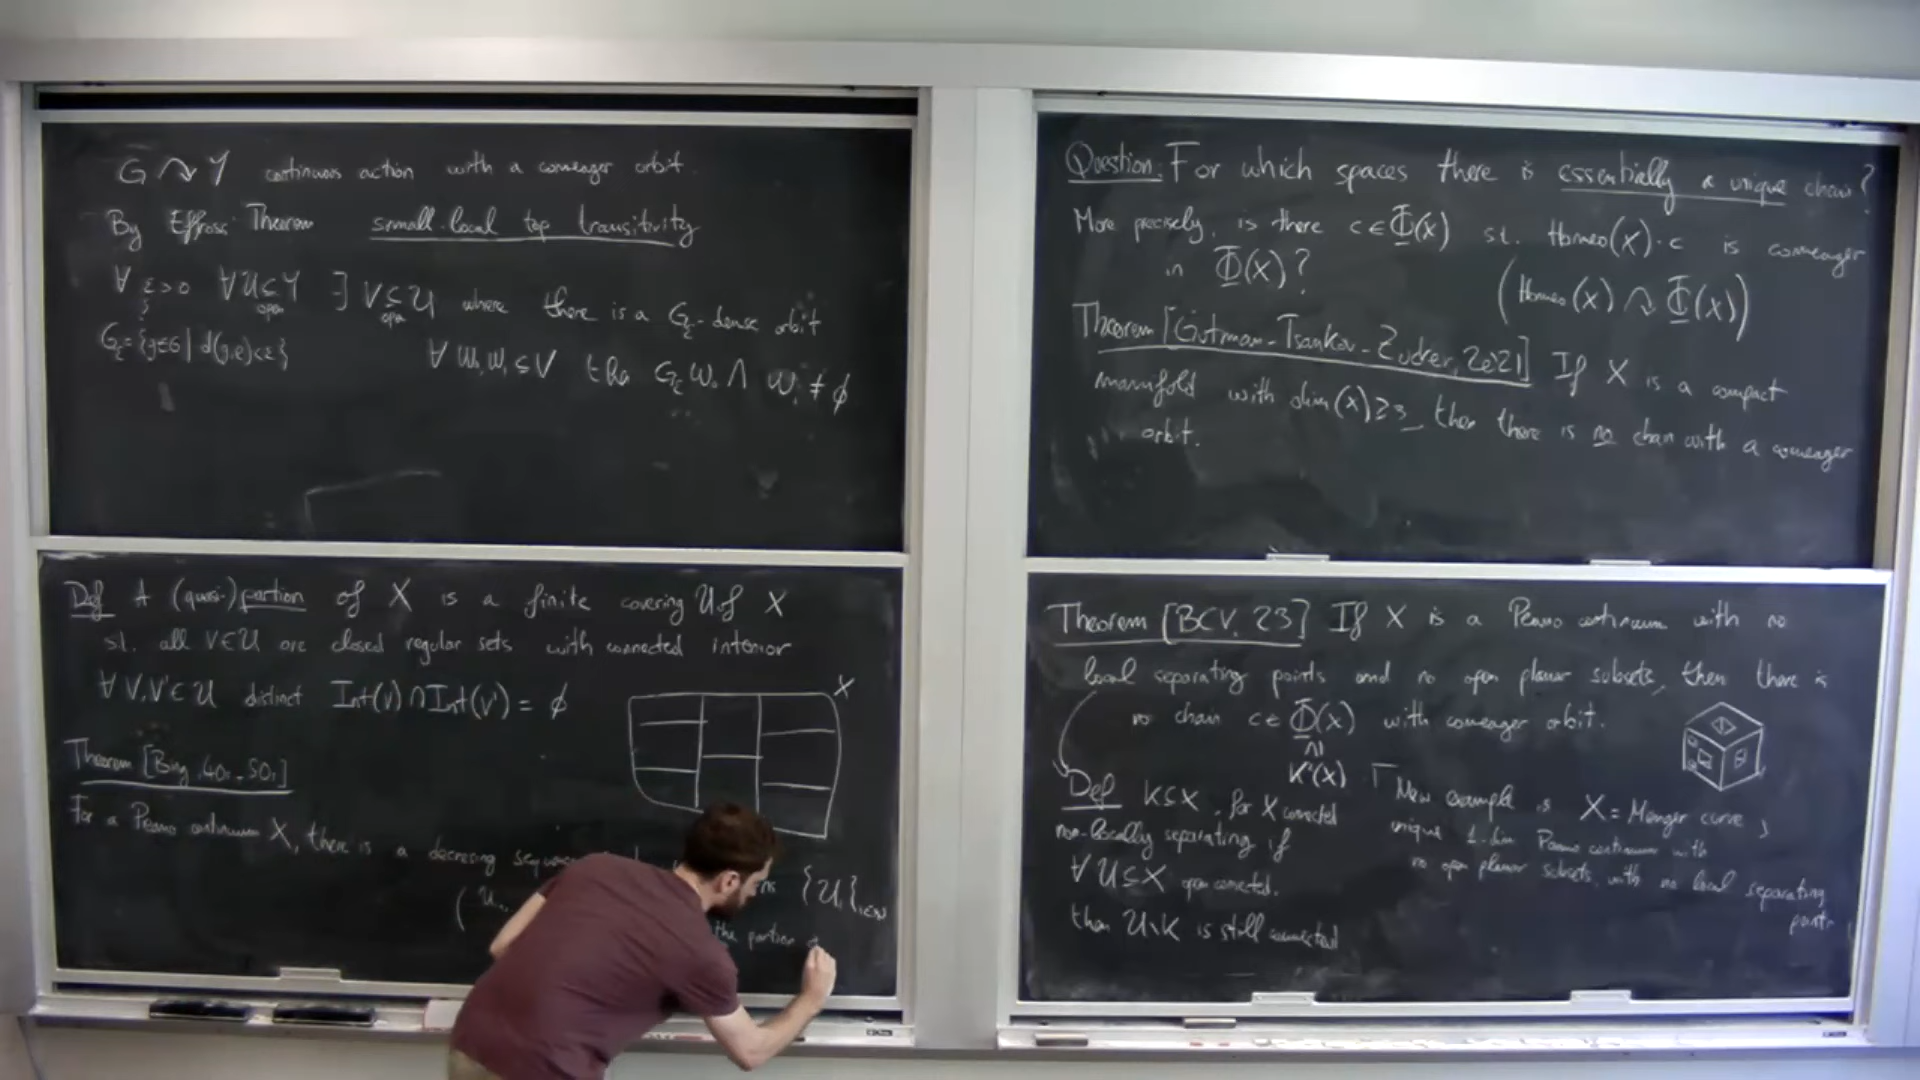 G ↷ Y continuous action with a comeager orbit.
By Effros' Theorem small-local top transitivity
∀ ε>0 ∀ U ⊆ Y ∃ V ⊆ U where there is a G_ε-dense orbit
open open
G_ε = {g∈G | d(g,e)<ε} ∀ W₀,W₁ ⊆ V then G_ε W₀ ∩ W₁ ≠ ∅
Def A (quasi-)partion of X is a finite covering U of X
s.t. all V∈U are closed regular sets with connected interior
∀ V,V'∈U distinct Int(V)∩Int(V') = ∅
X
Theorem [Bing, 40s-50s]
For a Peano continuum X, there is a decreasing {U_i}_{i∈N}
( U the partion
Question: For which spaces there is essentially a unique chain?
More precisely, is there c∈Φ(X) s.t. Homeo(X)·c is comeager
in Φ(X)? (Homeo(X) ↷ Φ(X))
Theorem [Gutman-Tsankov-Zucker, 2021] If X is a compact
manifold with dim(X)≥3, then there is no chain with a comeager
orbit.
Theorem [BCV, 23] If X is a Peano continuum with no
local separating points and no open planar subsets, then there is
no chain c∈Φ(X) with comeager orbit.
K²(X)
Def K⊆X, for X connected
non-locally separating if
∀ U⊆X open connected.
then U\K is still connected
New example is X = Menger curve,
unique 1-dim Peano continuum with
no open planar subsets, with no local separating
points